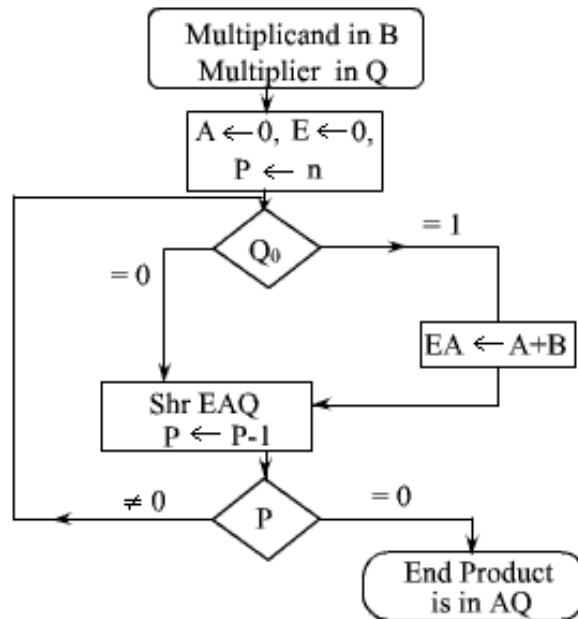 Multiplicand in B
Multiplier in Q
A ← 0, E ← 0,
P ← n
Q₀
= 1
= 0
EA ← A+B
Shr EAQ
P ← P-1
≠ 0
P
= 0
End Product
is in AQ